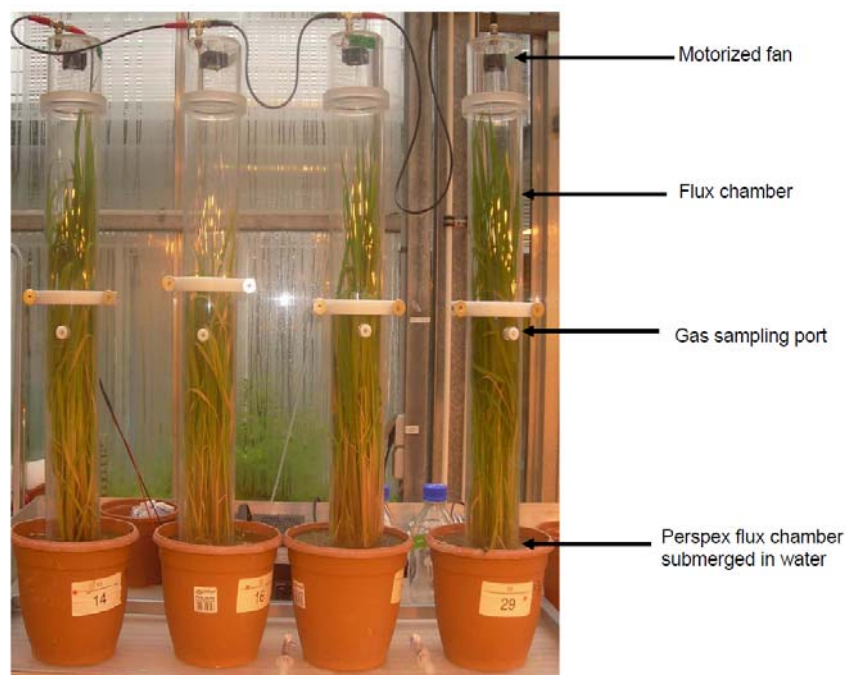 Motorized fan
Flux chamber
Gas sampling port
Perspex flux chamber
submerged in water
14
16
29